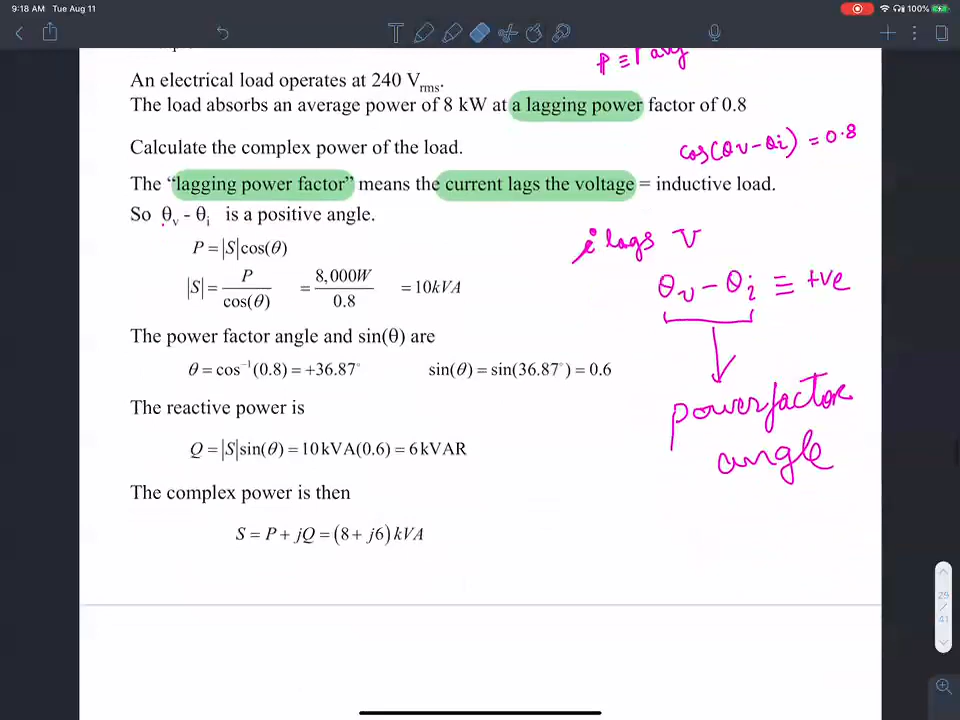 9:18 AM Tue Aug 11
100%
P ≡ Pavg
An electrical load operates at 240 Vrms.
The load absorbs an average power of 8 kW at a lagging power factor of 0.8
cos(θv − θi) = 0.8
Calculate the complex power of the load.
The “lagging power factor” means the current lags the voltage = inductive load.
So θv - θi is a positive angle.
i lags V
P = |S|cos(θ)
|S| = P / cos(θ) = 8,000W / 0.8 = 10kVA
θv − θi ≡ +ve
The power factor angle and sin(θ) are
θ = cos⁻¹(0.8) = +36.87° sin(θ) = sin(36.87°) = 0.6
powerfactor
angle
The reactive power is
Q = |S|sin(θ) = 10kVA(0.6) = 6kVAR
The complex power is then
S = P + jQ = (8 + j6)kVA
29
/
41